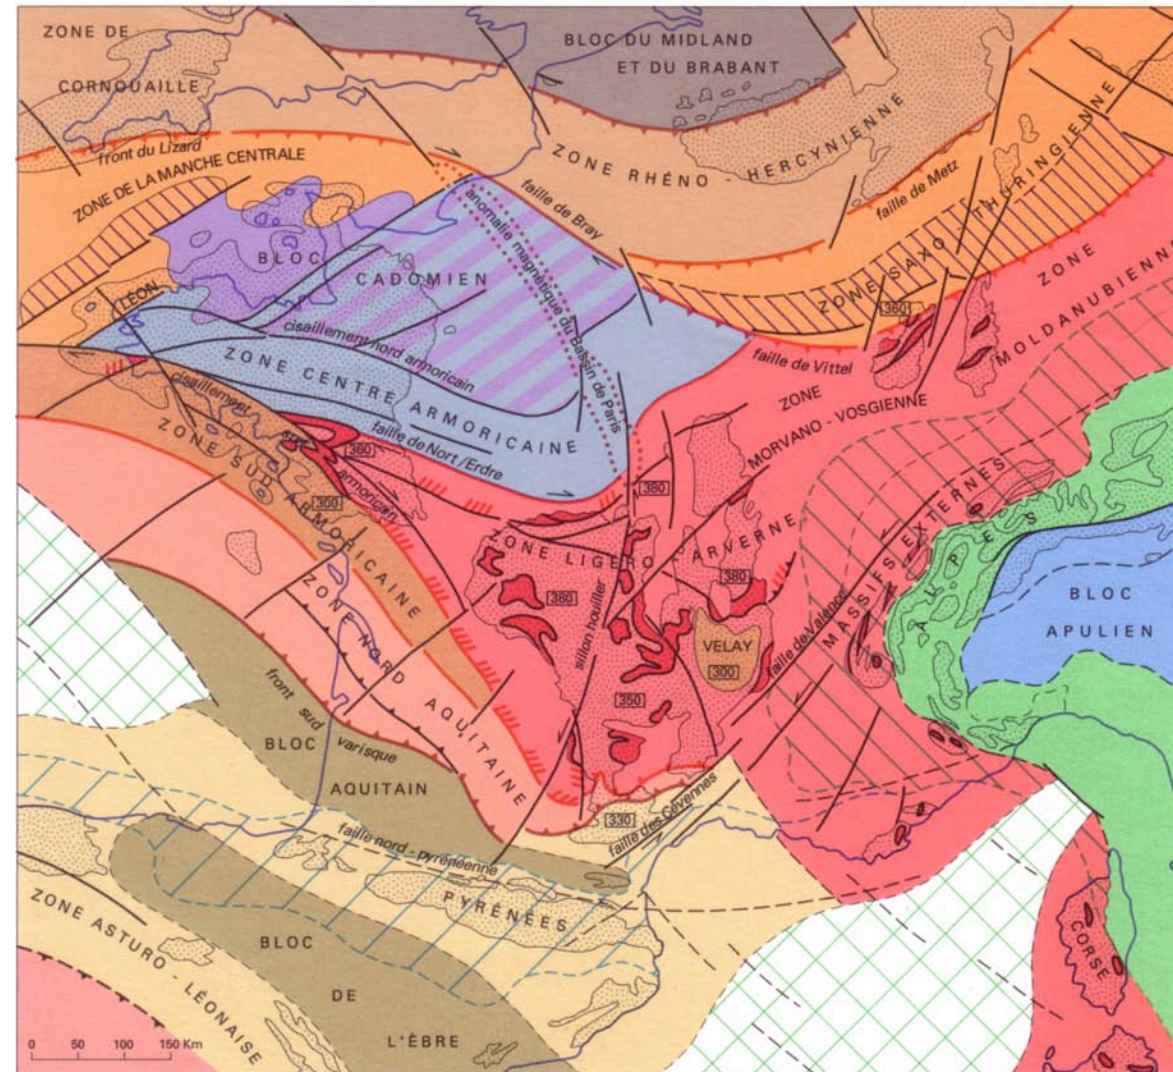 ZONE DE
CORNOUAILLE
BLOC DU MIDLAND
ET DU BRABANT
front du Lizard
ZONE DE LA MANCHE CENTRALE
ZONE RHÉNO - HERCYNIENNE
faille de Bray
faille de Metz
ZONE SAXO - THURINGIENNE
anomalie magnétique du Bassin de Paris
BLOC
CADOMIEN
LÉON
cisaillement nord armoricain
ZONE CENTRE ARMORICAINE
faille de Nort/Erdre
faille de Vittel
360
ZONE
MOLDANUBIENNE
ZONE
MORVANO - VOSGIENNE
cisaillement sud armoricain
ZONE SUD ARMORICAINE
360
300
380
ZONE LIGERO - ARVERNE
380
380
sillon houiller
VELAY
300
350
faille de Valence
MASSIFS EXTERNES
ALPES
BLOC
APULIEN
ZONE NORD AQUITAINE
front sud varisque
BLOC
AQUITAIN
330
faille des Cévennes
faille nord - pyrénéenne
PYRÉNÉES
ZONE ASTURO - LÉONAISE
BLOC
DE
L'ÈBRE
CORSE
0 50 100 150 Km